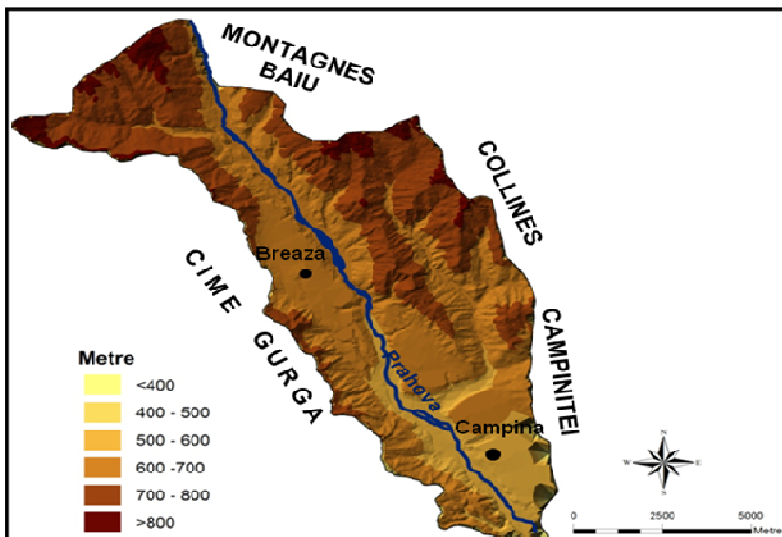 MONTAGNES
BAIU
COLLINES
CAMPINITEI
Breaza
CIME GURGA
Prahova
Campina
Metre
<400
400 - 500
500 - 600
600 -700
700 - 800
>800
N
W E
S
0 2500 5000
Metre